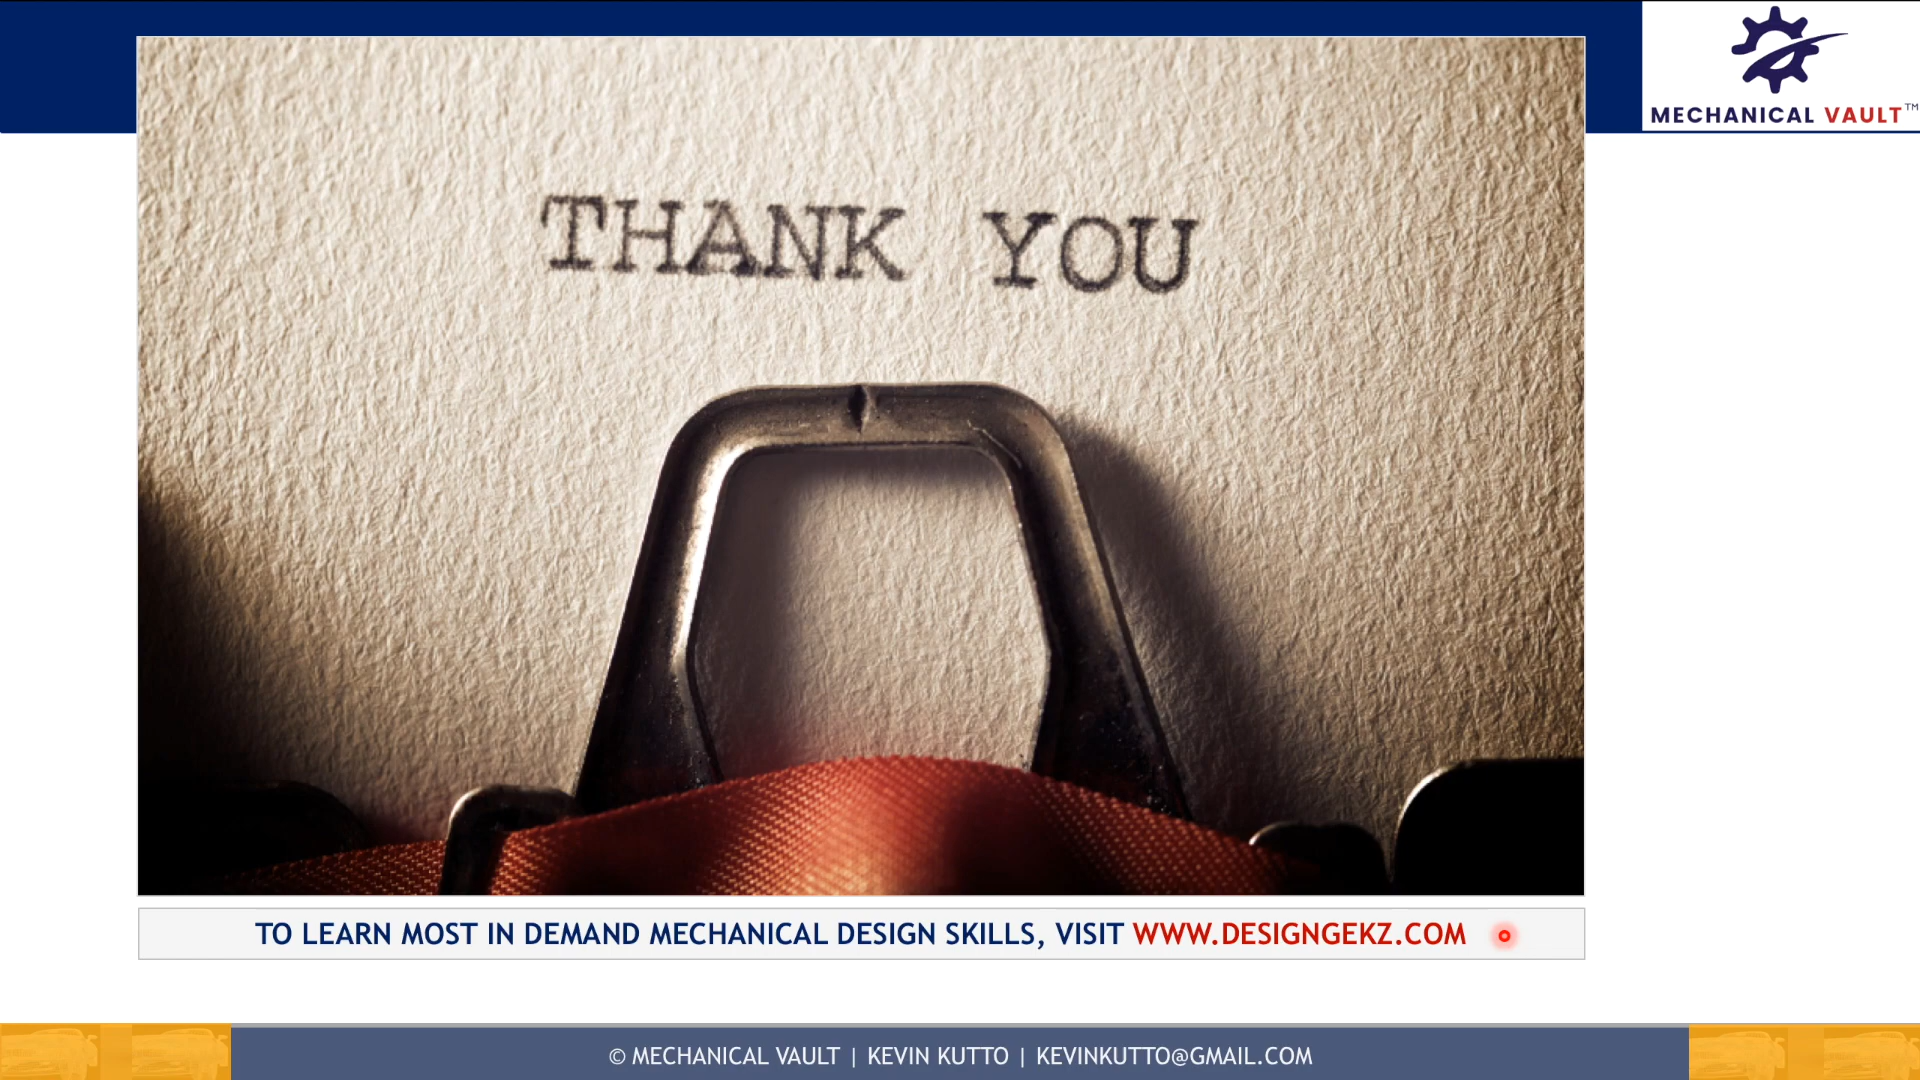 MECHANICAL VAULT™
THANK YOU
TO LEARN MOST IN DEMAND MECHANICAL DESIGN SKILLS, VISIT WWW.DESIGNGEKZ.COM
© MECHANICAL VAULT | KEVIN KUTTO | KEVINKUTTO@GMAIL.COM